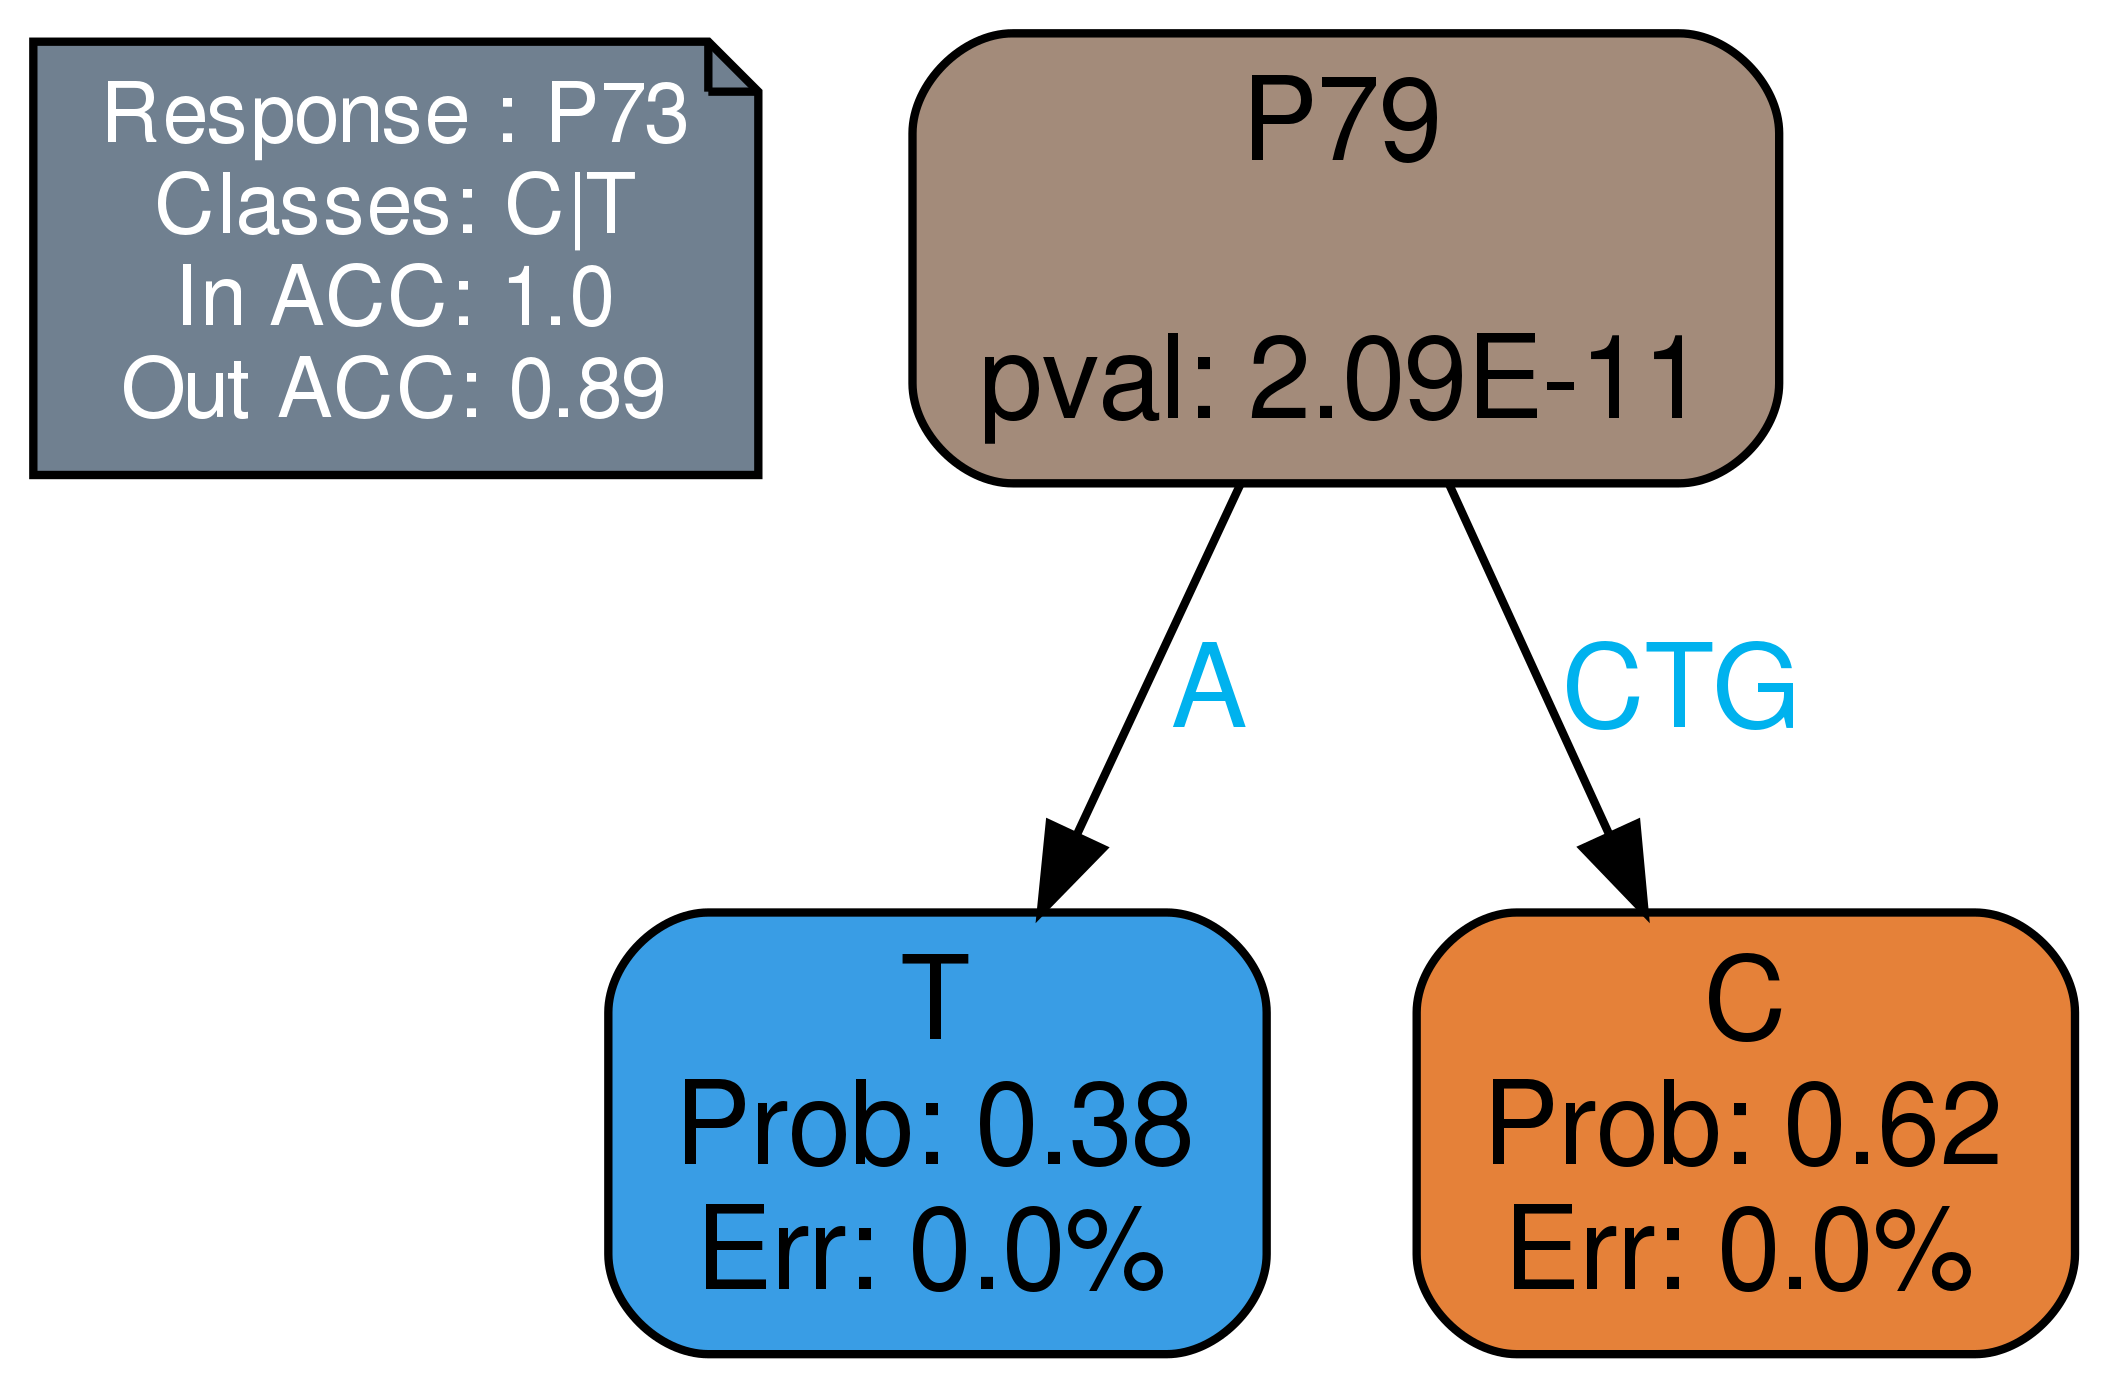 Response : P73
Classes: C|T
In ACC: 1.0
Out ACC: 0.89
P79
pval: 2.09E-11
A
CTG
T
Prob: 0.38
Err: 0.0%
C
Prob: 0.62
Err: 0.0%